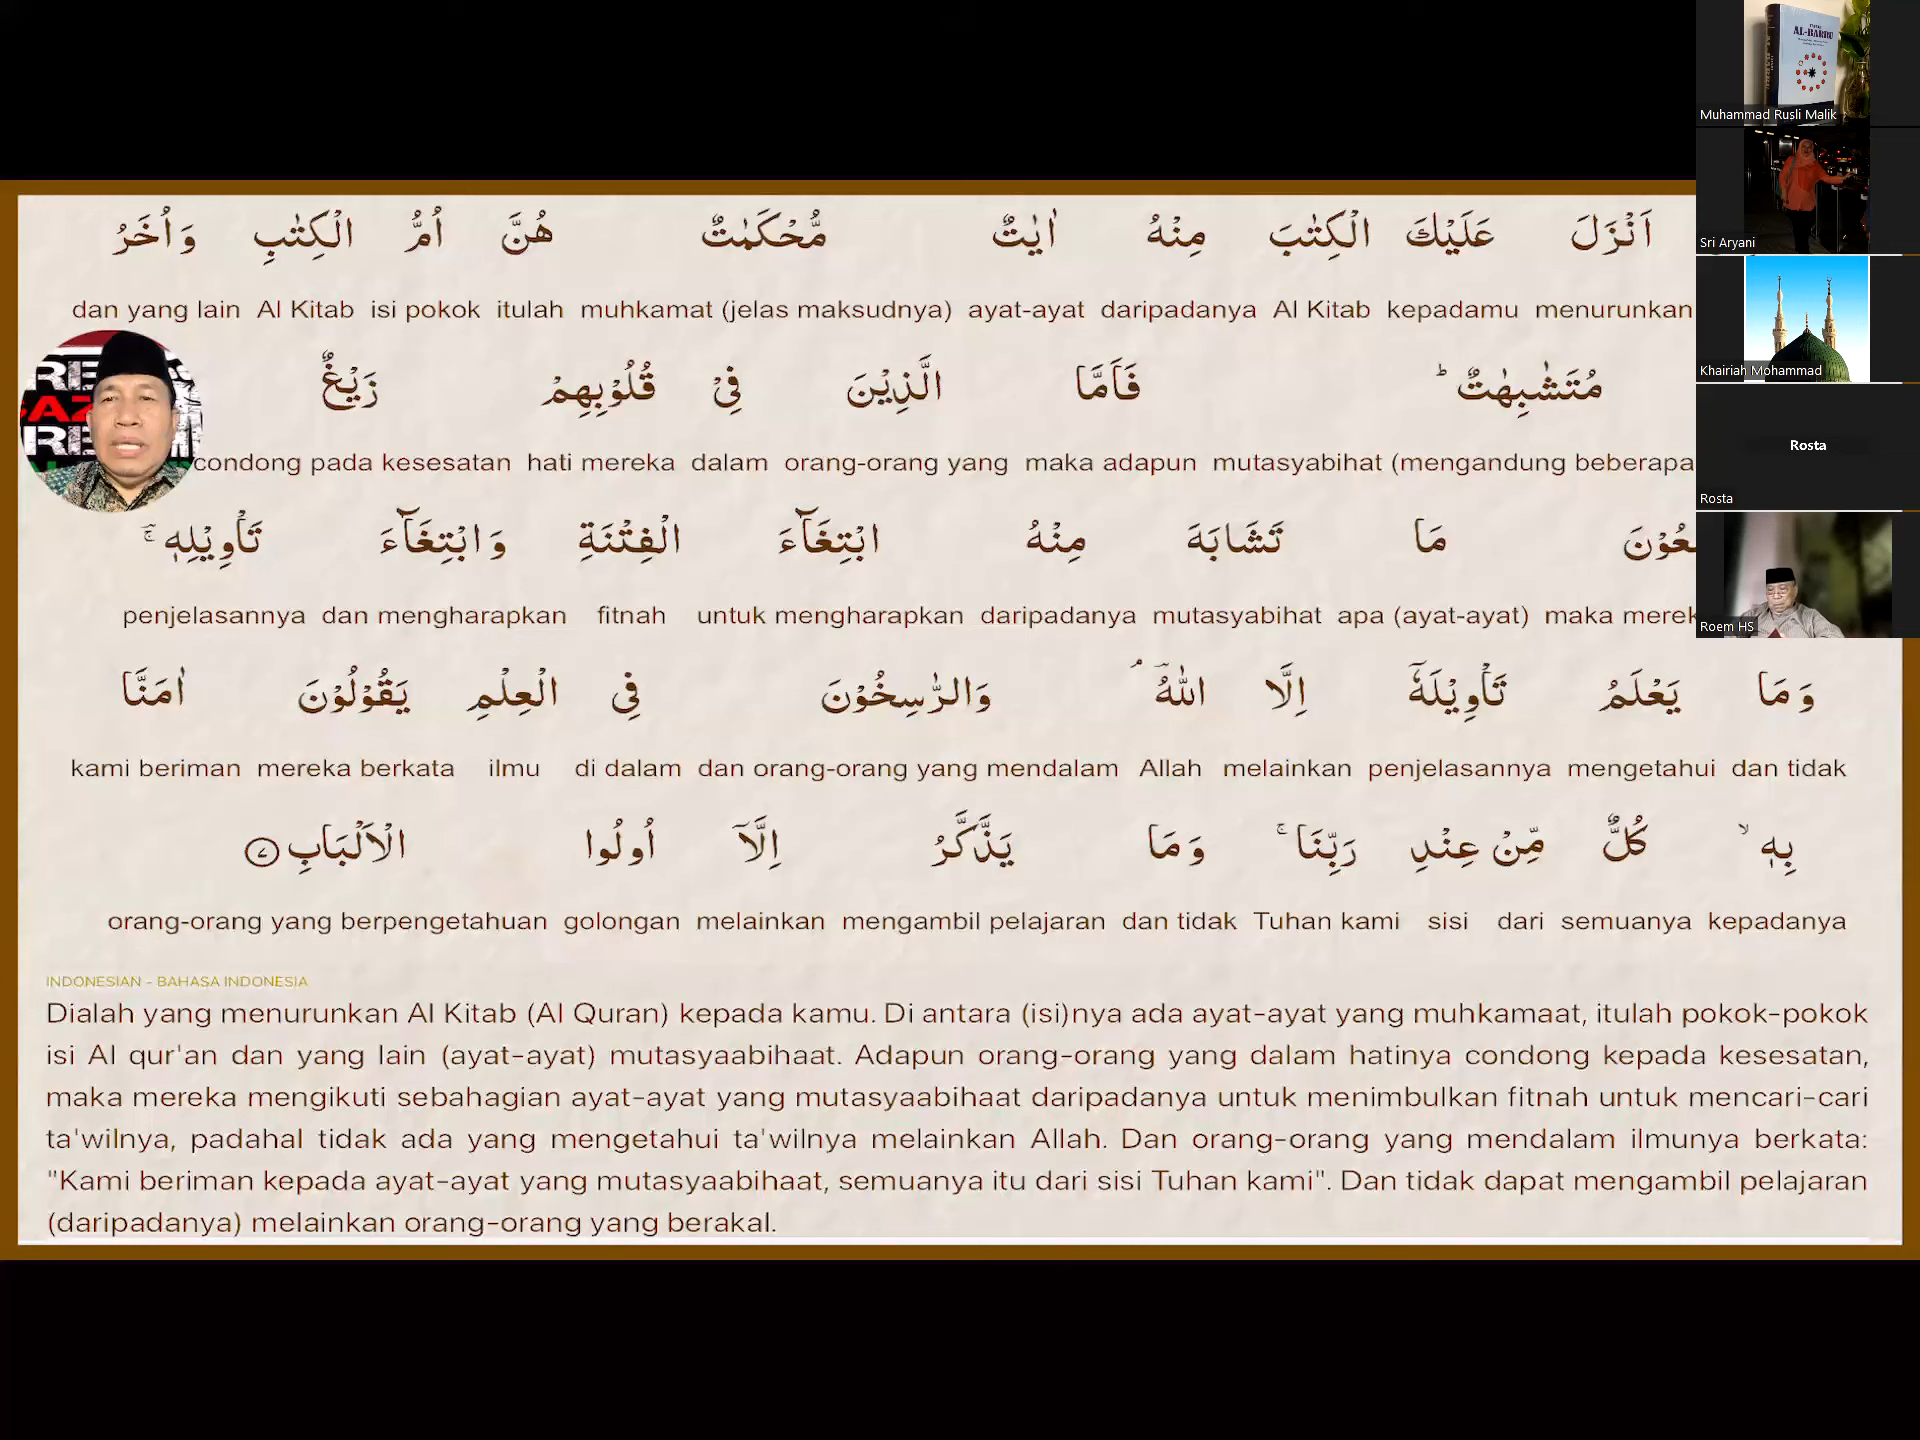 اَنْزَلَ عَلَيْكَ الْكِتٰبَ مِنْهُ اٰيٰتٌ مُّحْكَمٰتٌ هُنَّ اُمُّ الْكِتٰبِ وَاُخَرُ
dan yang lain Al Kitab isi pokok itulah muhkamat (jelas maksudnya) ayat-ayat daripadanya Al Kitab kepadamu menurunkan
مُتَشٰبِهٰتٌ ۗ فَاَمَّا الَّذِيْنَ فِيْ قُلُوْبِهِمْ زَيْغٌ
condong pada kesesatan hati mereka dalam orang-orang yang maka adapun mutasyabihat (mengandung beberapa
مَا تَشَابَهَ مِنْهُ ابْتِغَاۤءَ الْفِتْنَةِ وَابْتِغَاۤءَ تَأْوِيْلِهٖ ۚ
penjelasannya dan mengharapkan fitnah untuk mengharapkan daripadanya mutasyabihat apa (ayat-ayat) maka
وَمَا يَعْلَمُ تَأْوِيْلَهٗٓ اِلَّا اللّٰهُ ۘ وَالرّٰسِخُوْنَ فِى الْعِلْمِ يَقُوْلُوْنَ اٰمَنَّا
kami beriman mereka berkata ilmu di dalam dan orang-orang yang mendalam Allah melainkan penjelasannya mengetahui dan tidak
بِهٖ ۙ كُلٌّ مِّنْ عِنْدِ رَبِّنَا ۚ وَمَا يَذَّكَّرُ اِلَّآ اُولُوا الْاَلْبَابِ ٧
orang-orang yang berpengetahuan golongan melainkan mengambil pelajaran dan tidak Tuhan kami sisi dari semuanya kepadanya
INDONESIAN - BAHASA INDONESIA
Dialah yang menurunkan Al Kitab (Al Quran) kepada kamu. Di antara (isi)nya ada ayat-ayat yang muhkamaat, itulah pokok-pokok
isi Al qur'an dan yang lain (ayat-ayat) mutasyaabihaat. Adapun orang-orang yang dalam hatinya condong kepada kesesatan,
maka mereka mengikuti sebahagian ayat-ayat yang mutasyaabihaat daripadanya untuk menimbulkan fitnah untuk mencari-cari
ta'wilnya, padahal tidak ada yang mengetahui ta'wilnya melainkan Allah. Dan orang-orang yang mendalam ilmunya berkata:
"Kami beriman kepada ayat-ayat yang mutasyaabihaat, semuanya itu dari sisi Tuhan kami". Dan tidak dapat mengambil pelajaran
(daripadanya) melainkan orang-orang yang berakal.
AL-BARRU
Muhammad Rusli Malik
Sri Aryani
Khairiah Mohammad
Rosta
Rosta
Roem HS